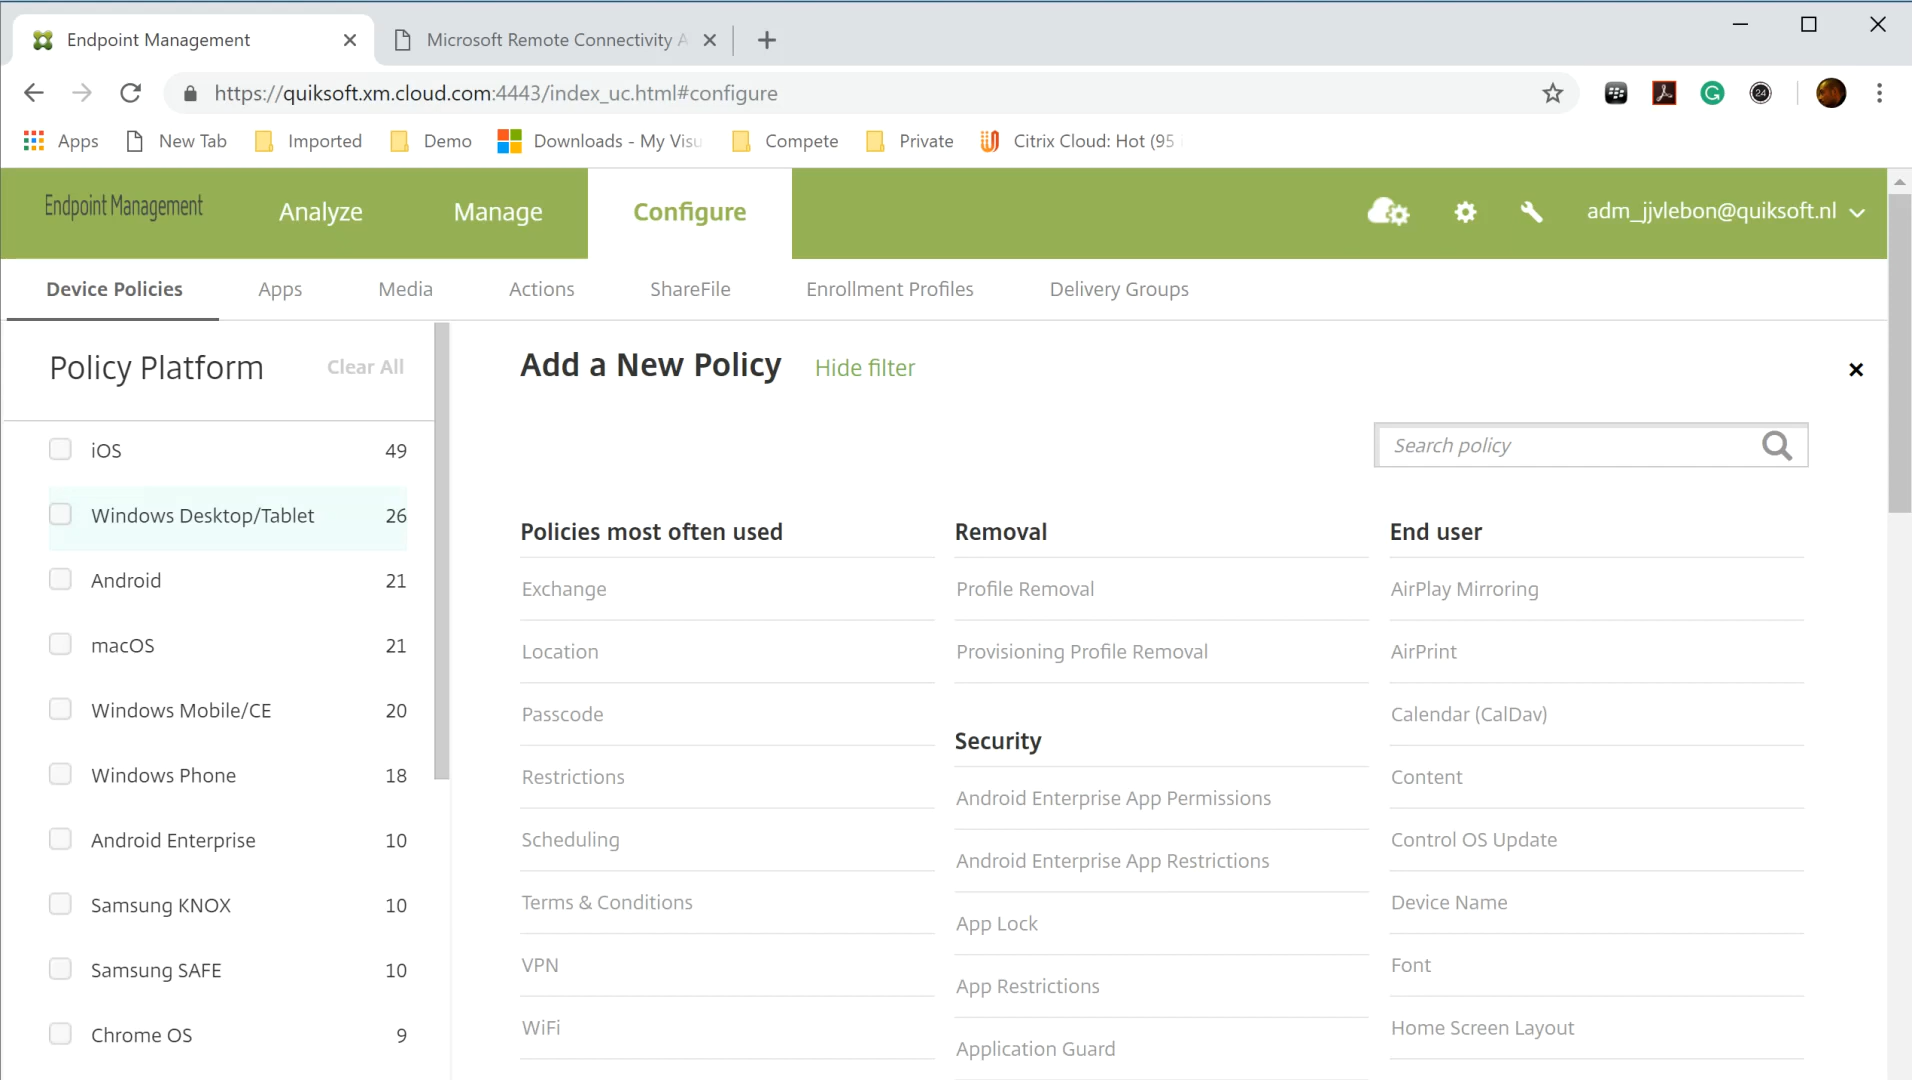 Endpoint Management
Microsoft Remote Connectivity A
https://quiksoft.xm.cloud.com:4443/index_uc.html#configure
24
Apps
New Tab
Imported
Demo
Downloads - My Visu
Compete
Private
Citrix Cloud: Hot (95
Endpoint Management
Analyze
Manage
Configure
adm_jjvlebon@quiksoft.nl
Device Policies
Apps
Media
Actions
ShareFile
Enrollment Profiles
Delivery Groups
Policy Platform
Clear All
iOS 49
Windows Desktop/Tablet 26
Android 21
macOS 21
Windows Mobile/CE 20
Windows Phone 18
Android Enterprise 10
Samsung KNOX 10
Samsung SAFE 10
Chrome OS 9
Add a New Policy
Hide filter
Search policy
Policies most often used
Exchange
Location
Passcode
Restrictions
Scheduling
Terms & Conditions
VPN
WiFi
Removal
Profile Removal
Provisioning Profile Removal
Security
Android Enterprise App Permissions
Android Enterprise App Restrictions
App Lock
App Restrictions
Application Guard
End user
AirPlay Mirroring
AirPrint
Calendar (CalDav)
Content
Control OS Update
Device Name
Font
Home Screen Layout